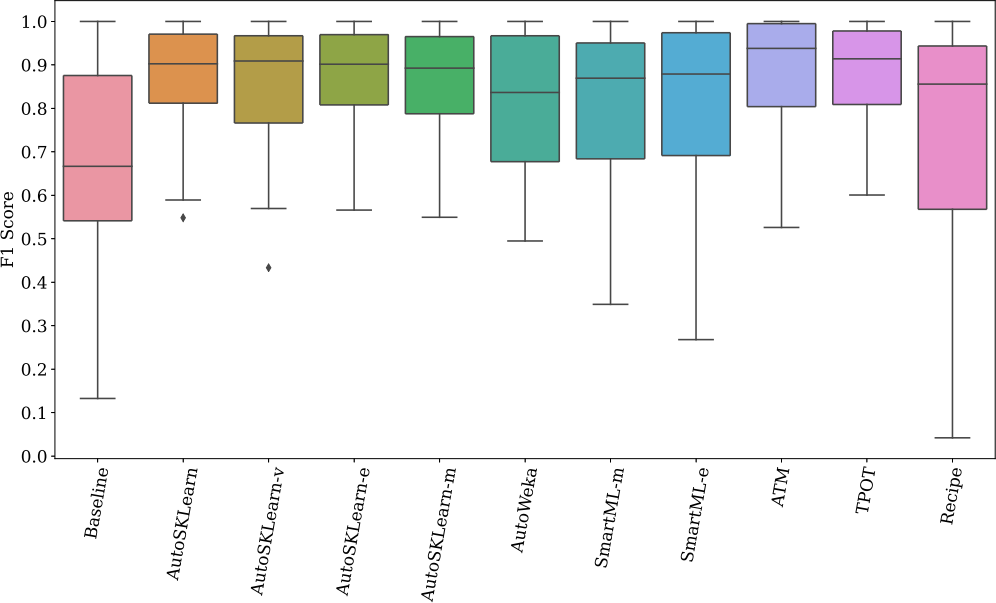 1.0
0.9
0.8
0.7
0.6
0.5
0.4
0.3
0.2
0.1
0.0
F1 Score
Baseline
AutoSKLearn
AutoSKLearn-v
AutoSKLearn-e
AutoSKLearn-m
AutoWeka
SmartML-m
SmartML-e
ATM
TPOT
Recipe